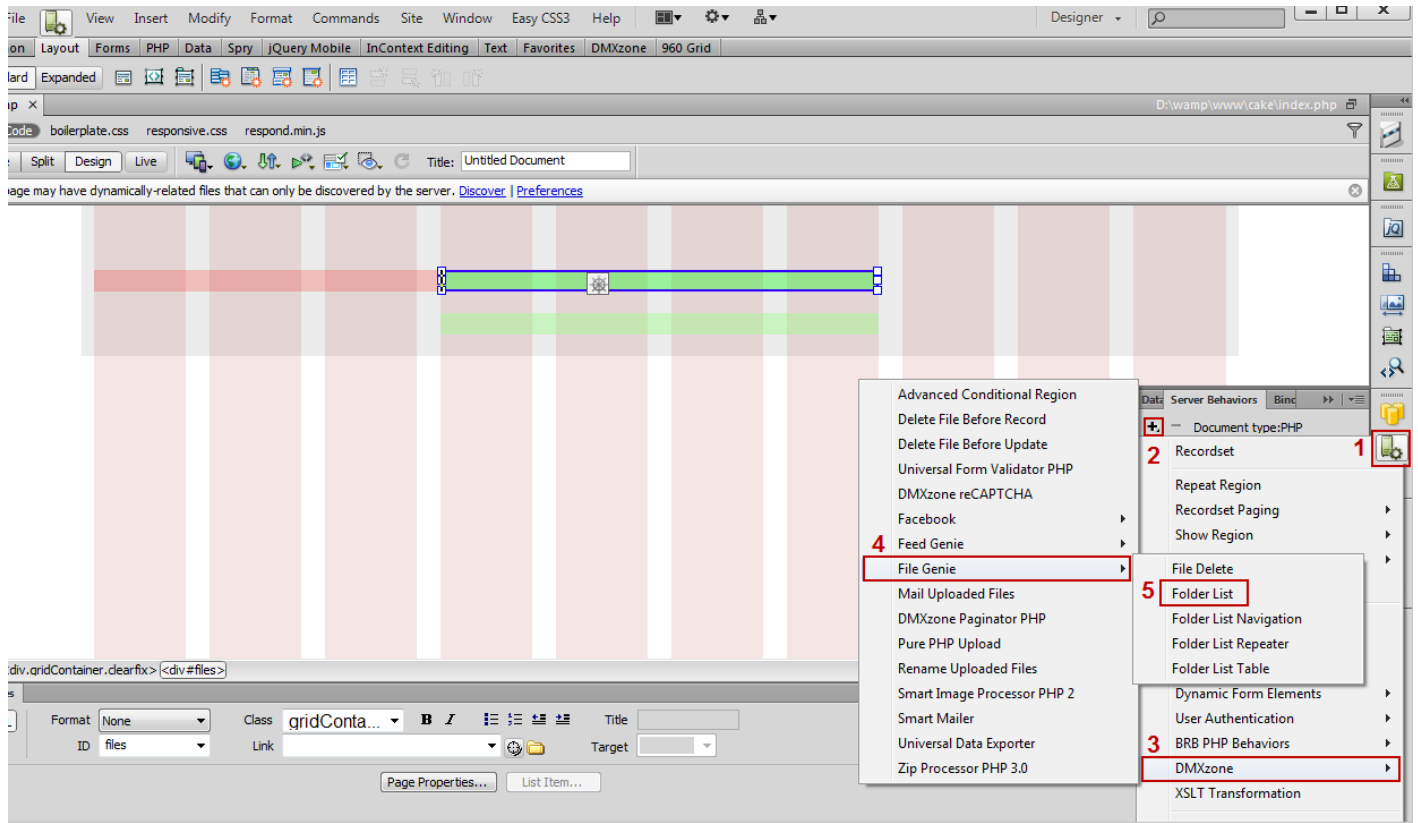 File View Insert Modify Format Commands Site Window Easy CSS3 Help Designer
on Layout Forms PHP Data Spry jQuery Mobile InContext Editing Text Favorites DMXzone 960 Grid
dard Expanded
hp × D:\wamp\www\cake\index.php
Code boilerplate.css responsive.css respond.min.js
Split Design Live Title: Untitled Document
page may have dynamically-related files that can only be discovered by the server. Discover | Preferences
Data Server Behaviors Bind
Document type:PHP
1
2
Recordset
Repeat Region
Recordset Paging
Show Region
Dynamic Form Elements
User Authentication
3 BRB PHP Behaviors
DMXzone
XSLT Transformation
Advanced Conditional Region
Delete File Before Record
Delete File Before Update
Universal Form Validator PHP
DMXzone reCAPTCHA
Facebook
4 Feed Genie
File Genie
Mail Uploaded Files
DMXzone Paginator PHP
Pure PHP Upload
Rename Uploaded Files
Smart Image Processor PHP 2
Smart Mailer
Universal Data Exporter
Zip Processor PHP 3.0
File Delete
5 Folder List
Folder List Navigation
Folder List Repeater
Folder List Table
<div.gridContainer.clearfix> <div#files>
es
Format None Class gridConta... B I Title
ID files Link Target
Page Properties... List Item...